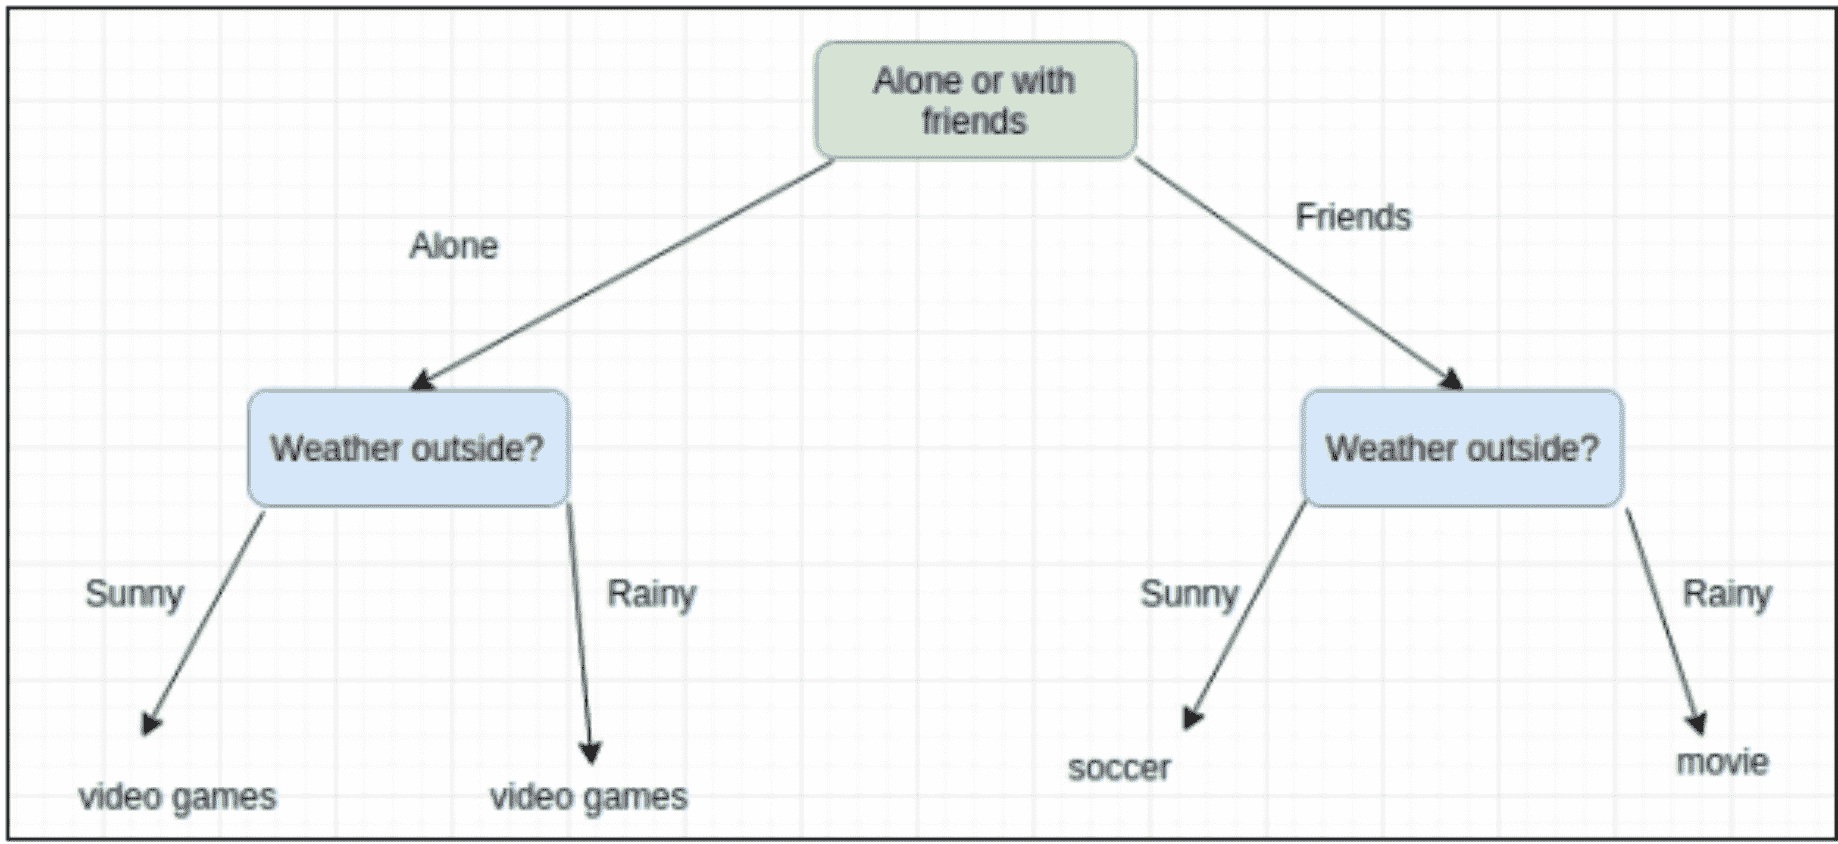 Alone or with
friends
Alone
Friends
Weather outside?
Weather outside?
Sunny
Rainy
Sunny
Rainy
video games
video games
soccer
movie